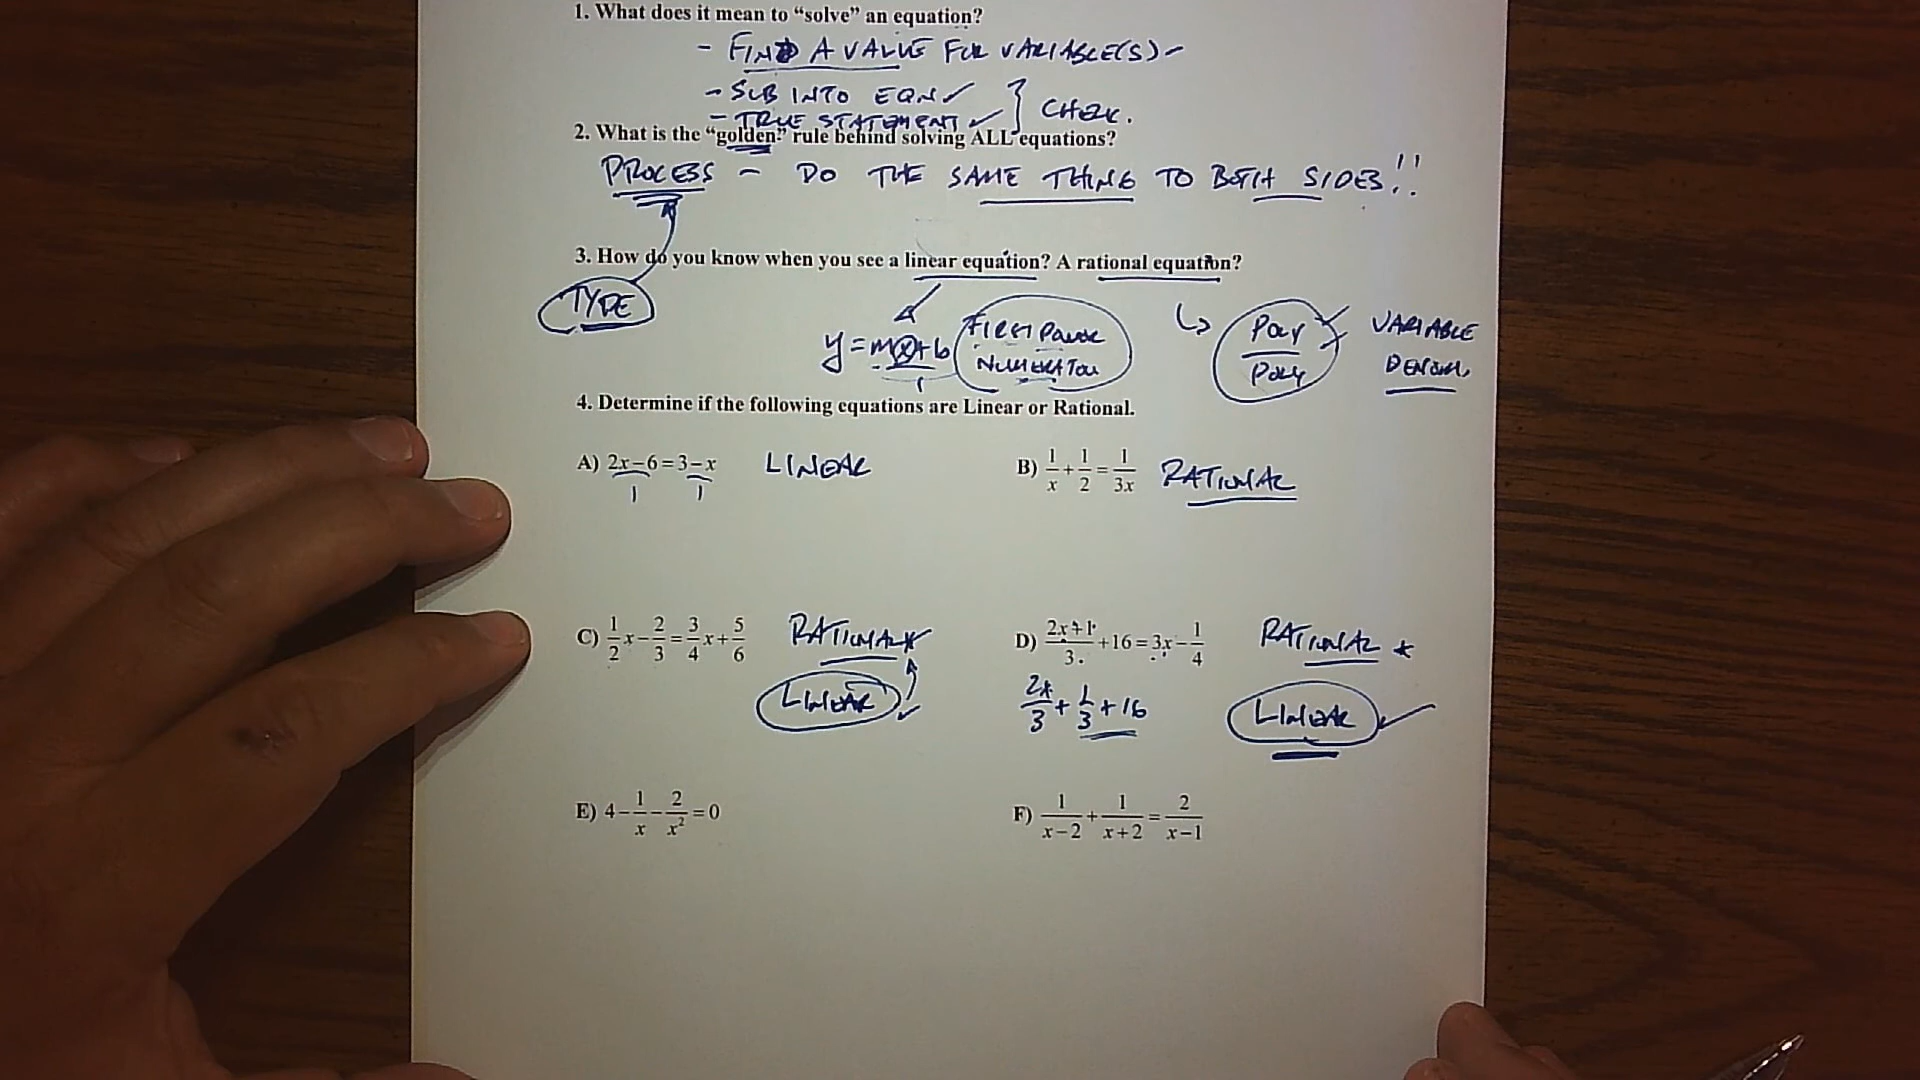 1. What does it mean to “solve” an equation?
- FIND A VALUE FOR VARIABLE(S) -
- SUB INTO EQN ✓
- TRUE STATEMENT ✓ } CHECK.
2. What is the “golden” rule behind solving ALL equations?
PROCESS - DO THE SAME THING TO BOTH SIDES!!
3. How do you know when you see a linear equation? A rational equation?
TYPE
y = mx + b
1
FIRST POWER
NUMERATOR
POLY
POLY
VARIABLE
DENOM.
4. Determine if the following equations are Linear or Rational.
A) 2x-6=3-x LINEAR
1 1
B) 1/x + 1/2 = 1/3x RATIONAL
C) 1/2 x - 2/3 = 3/4 x + 5/6 RATIONAL*
LINEAR ✓
D) 2x+1/3 + 16 = 3x - 1/4 RATIONAL *
2x/3 + 1/3 + 16 LINEAR ✓
E) 4 - 1/x - 2/x² = 0
F) 1/x-2 + 1/x+2 = 2/x-1